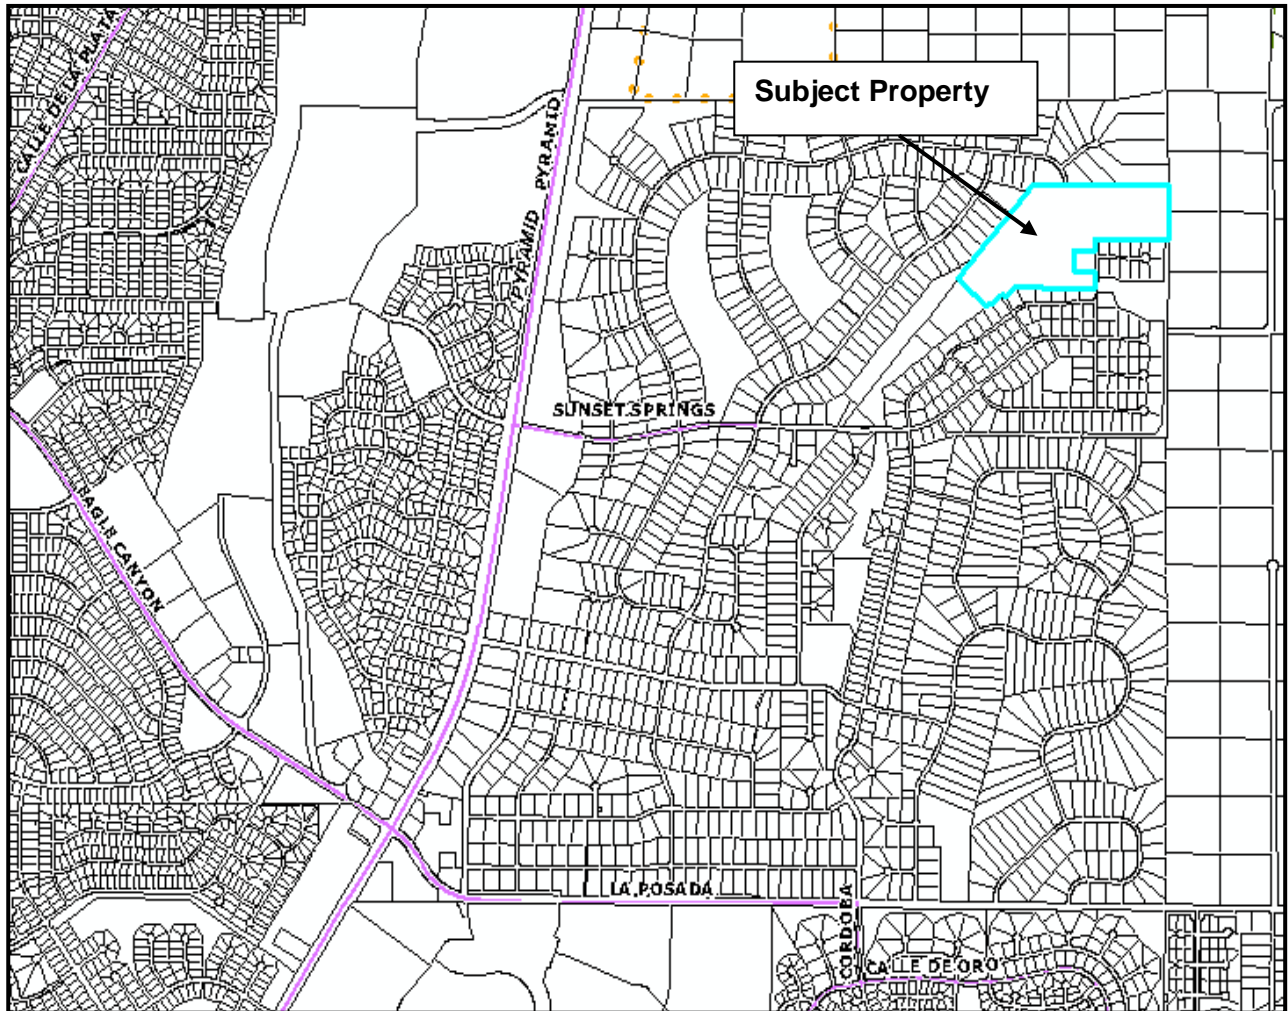 CALLE DE LA PLATA
Subject Property
PYRAMID
PYRAMID
SUNSET SPRINGS
EAGLE CANYON
LA POSADA
CORDOBA
CALLE DE ORO